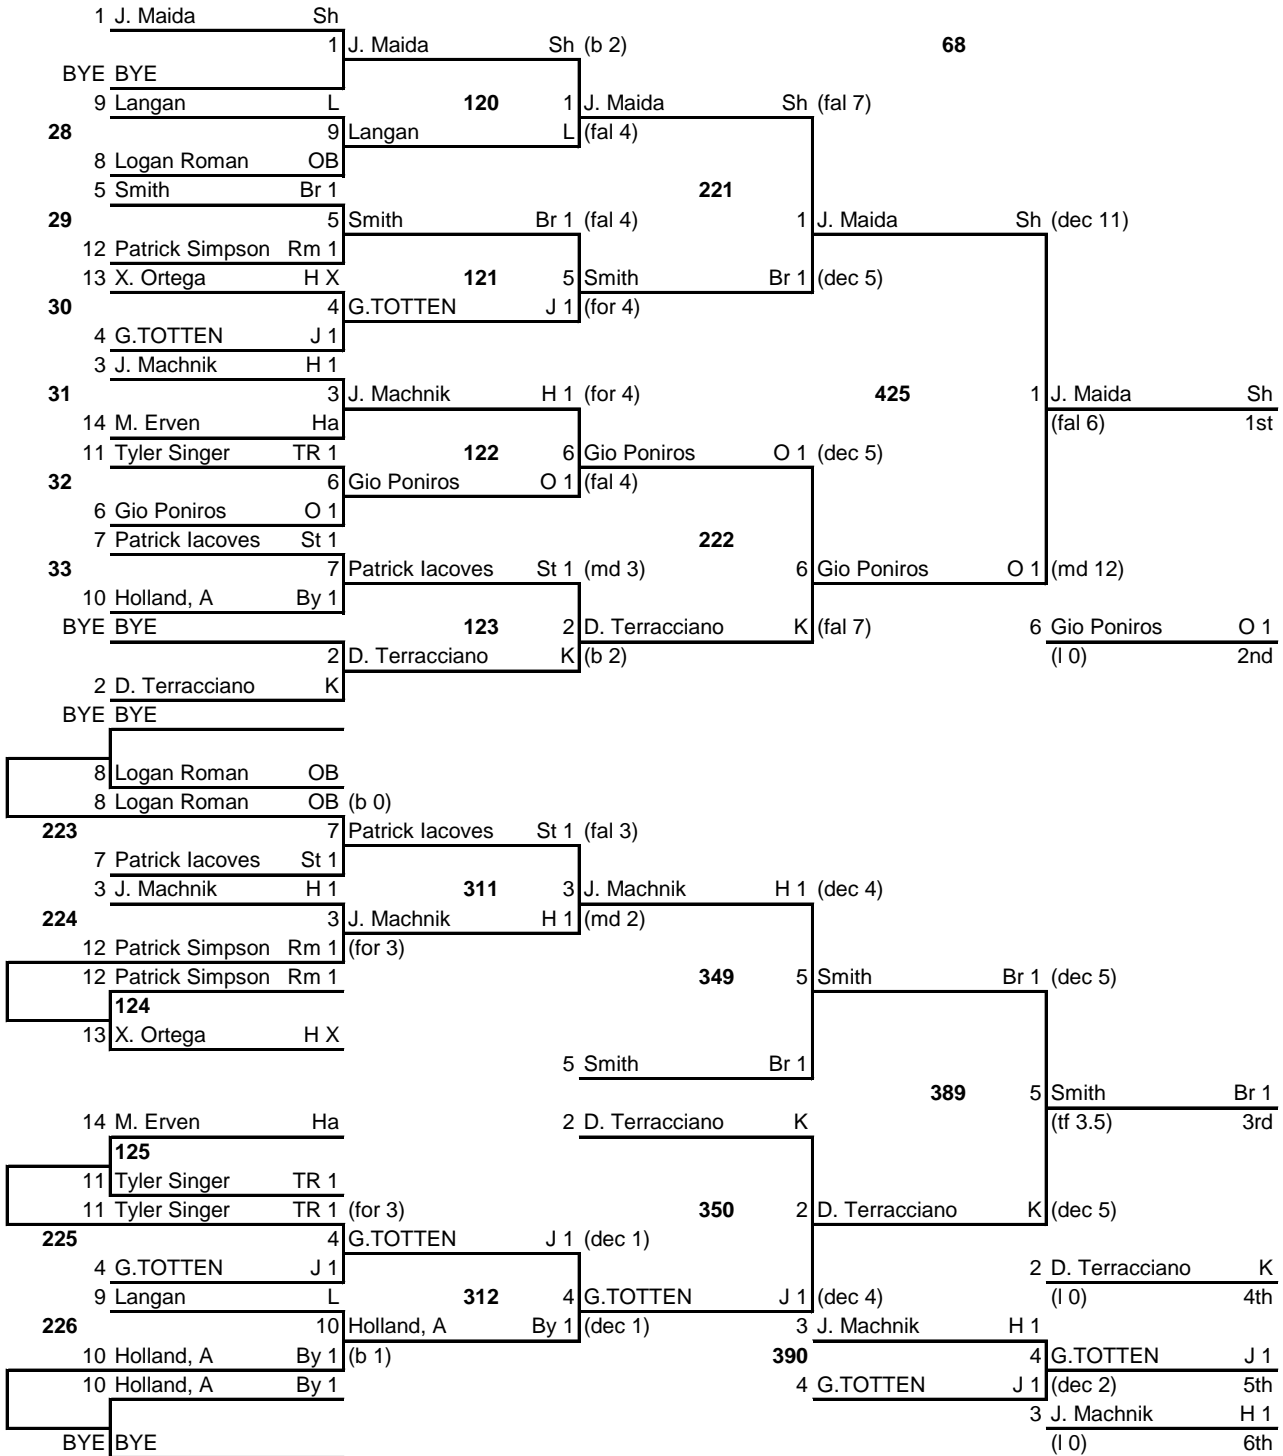 1 J. Maida Sh
1 J. Maida Sh (b 2) 68
BYE BYE
9 Langan L 120 1 J. Maida Sh (fal 7)
28 9 Langan L (fal 4)
8 Logan Roman OB
5 Smith Br 1 221
29 5 Smith Br 1 (fal 4) 1 J. Maida Sh (dec 11)
12 Patrick Simpson Rm 1
13 X. Ortega H X 121 5 Smith Br 1 (dec 5)
30 4 G.TOTTEN J 1 (for 4)
4 G.TOTTEN J 1
3 J. Machnik H 1
31 3 J. Machnik H 1 (for 4) 425 1 J. Maida Sh
14 M. Erven Ha (fal 6) 1st
11 Tyler Singer TR 1 122 6 Gio Poniros O 1 (dec 5)
32 6 Gio Poniros O 1 (fal 4)
6 Gio Poniros O 1
7 Patrick Iacoves St 1 222
33 7 Patrick Iacoves St 1 (md 3) 6 Gio Poniros O 1 (md 12)
10 Holland, A By 1
BYE BYE 123 2 D. Terracciano K (fal 7) 6 Gio Poniros O 1
2 D. Terracciano K (b 2) (l 0) 2nd
2 D. Terracciano K
BYE BYE
8 Logan Roman OB
8 Logan Roman OB (b 0)
223 7 Patrick Iacoves St 1 (fal 3)
7 Patrick Iacoves St 1
3 J. Machnik H 1 311 3 J. Machnik H 1 (dec 4)
224 3 J. Machnik H 1 (md 2)
12 Patrick Simpson Rm 1 (for 3)
12 Patrick Simpson Rm 1 349 5 Smith Br 1 (dec 5)
124
13 X. Ortega H X
5 Smith Br 1
389 5 Smith Br 1
14 M. Erven Ha 2 D. Terracciano K (tf 3.5) 3rd
125
11 Tyler Singer TR 1
11 Tyler Singer TR 1 (for 3) 350 2 D. Terracciano K (dec 5)
225 4 G.TOTTEN J 1 (dec 1)
4 G.TOTTEN J 1 2 D. Terracciano K
9 Langan L 312 4 G.TOTTEN J 1 (dec 4) (l 0) 4th
226 10 Holland, A By 1 (dec 1) 3 J. Machnik H 1
10 Holland, A By 1 (b 1) 390 4 G.TOTTEN J 1
10 Holland, A By 1 4 G.TOTTEN J 1 (dec 2) 5th
3 J. Machnik H 1
BYE BYE (l 0) 6th